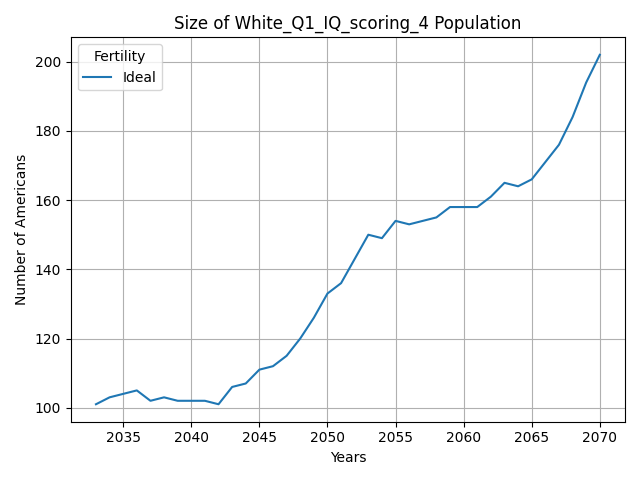 Size of White_Q1_IQ_scoring_4 Population
Fertility
Ideal
Number of Americans
200
180
160
140
120
100
2035 2040 2045 2050 2055 2060 2065 2070
Years